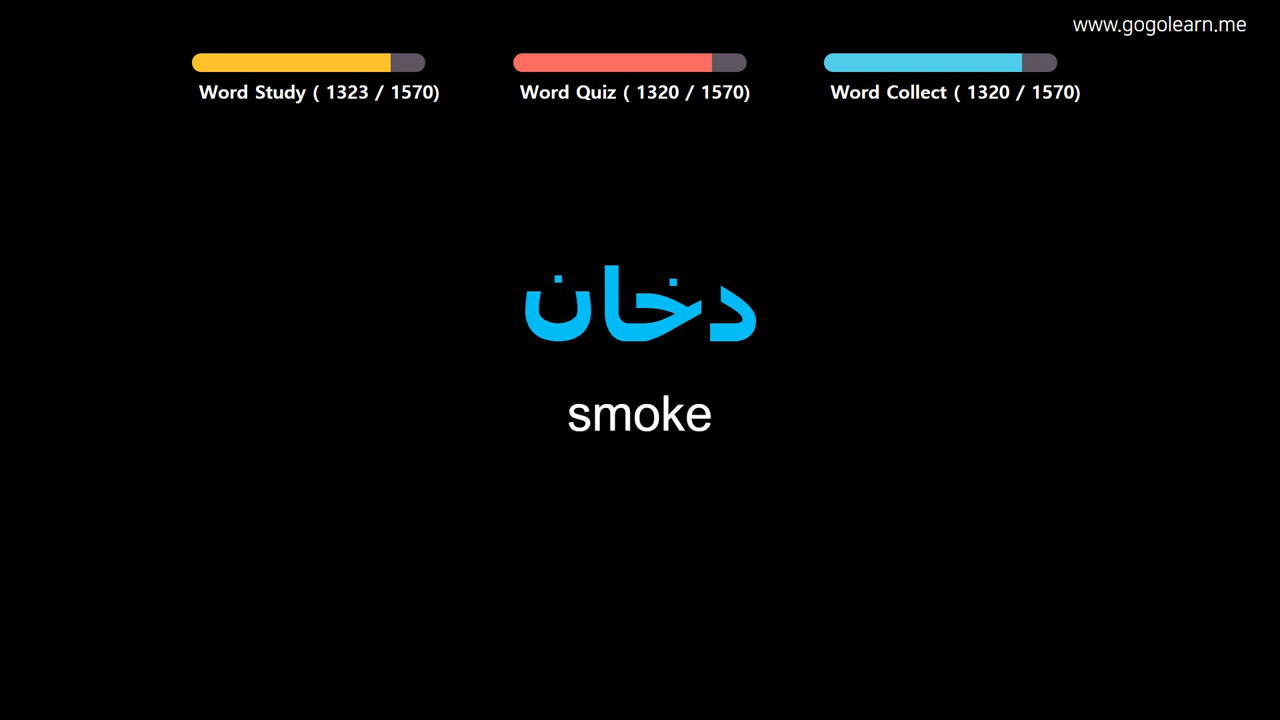 www.gogolearn.me
Word Study ( 1323 / 1570)
Word Quiz ( 1320 / 1570)
Word Collect ( 1320 / 1570)
دخان
smoke